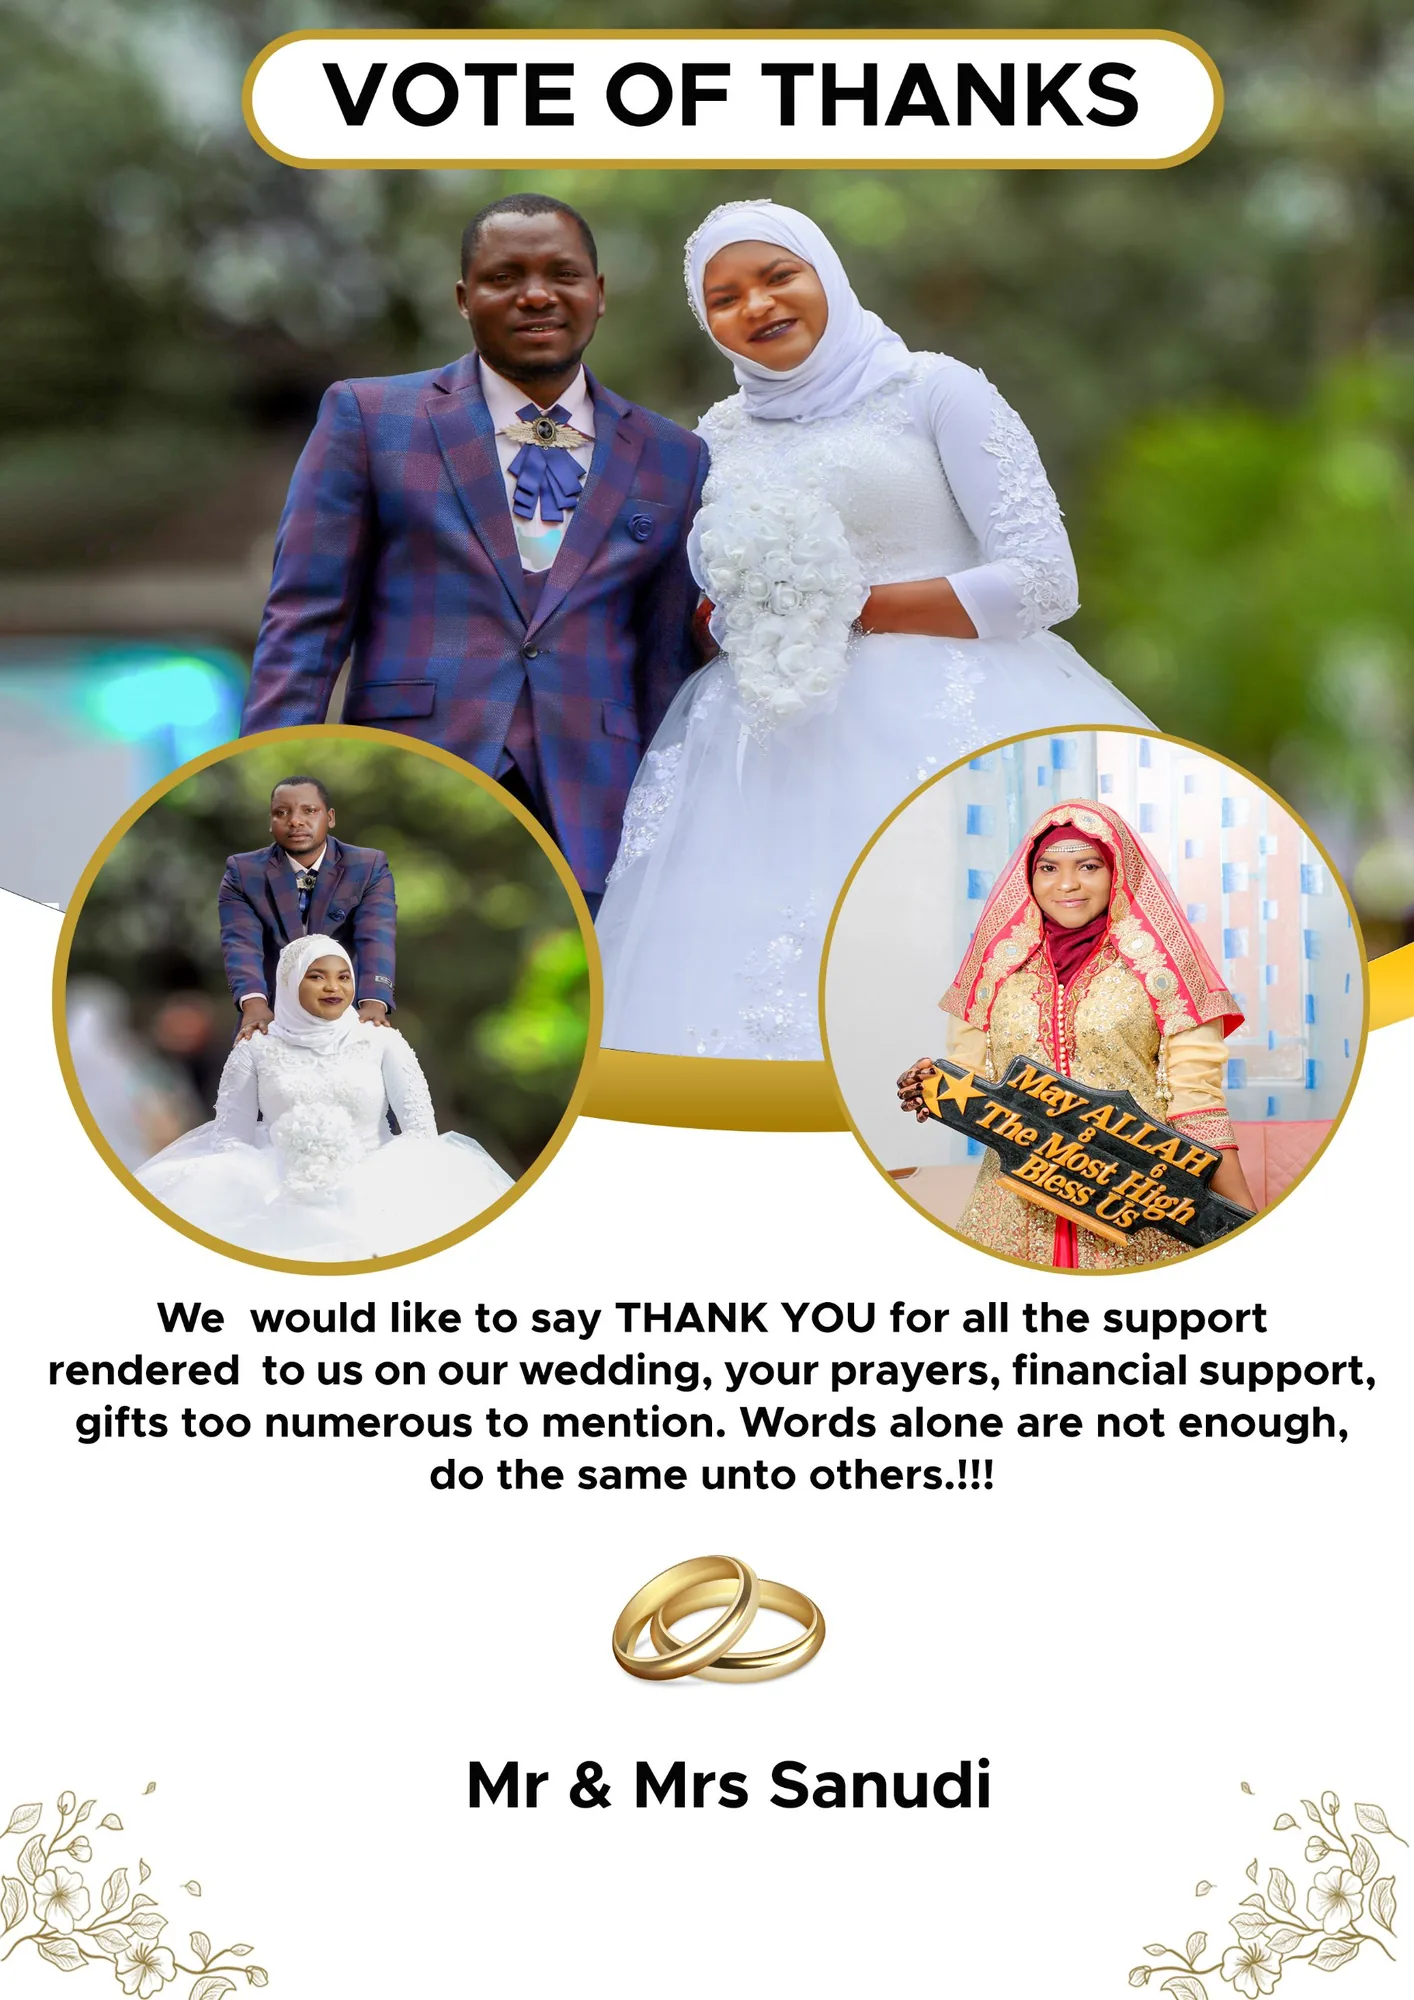 VOTE OF THANKS
May ALLAH
8 6
The Most High
Bless Us
We would like to say THANK YOU for all the support
rendered to us on our wedding, your prayers, financial support,
gifts too numerous to mention. Words alone are not enough,
do the same unto others.!!!
Mr & Mrs Sanudi